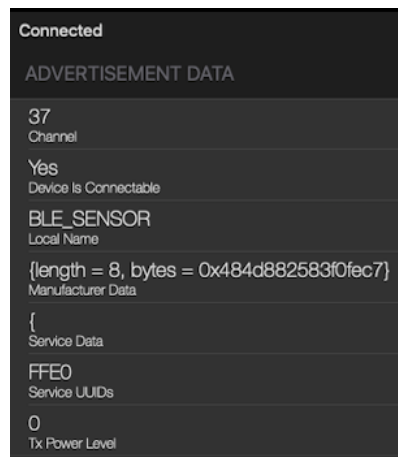 Connected
ADVERTISEMENT DATA
37
Channel
Yes
Device Is Connectable
BLE_SENSOR
Local Name
{length = 8, bytes = 0x484d882583f0fec7}
Manufacturer Data
{
Service Data
FFE0
Service UUIDs
0
Tx Power Level